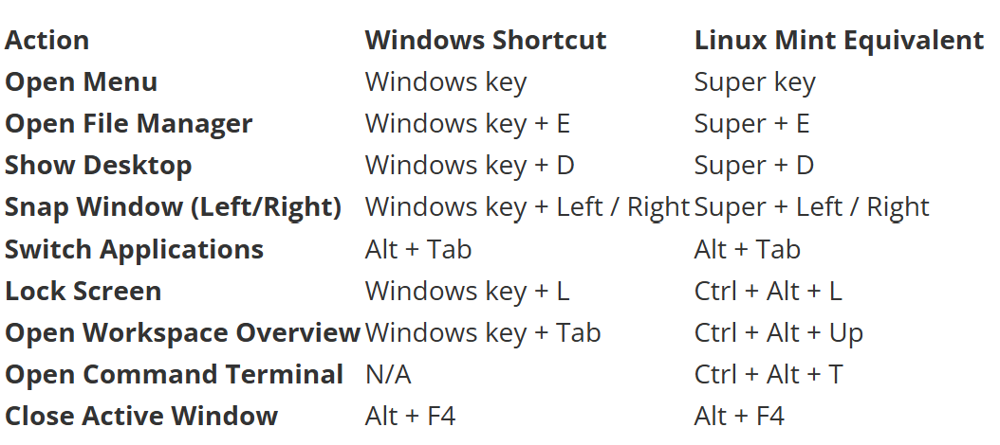 Action Windows Shortcut Linux Mint Equivalent
Open Menu Windows key Super key
Open File Manager Windows key + E Super + E
Show Desktop Windows key + D Super + D
Snap Window (Left/Right) Windows key + Left / Right Super + Left / Right
Switch Applications Alt + Tab Alt + Tab
Lock Screen Windows key + L Ctrl + Alt + L
Open Workspace Overview Windows key + Tab Ctrl + Alt + Up
Open Command Terminal N/A Ctrl + Alt + T
Close Active Window Alt + F4 Alt + F4